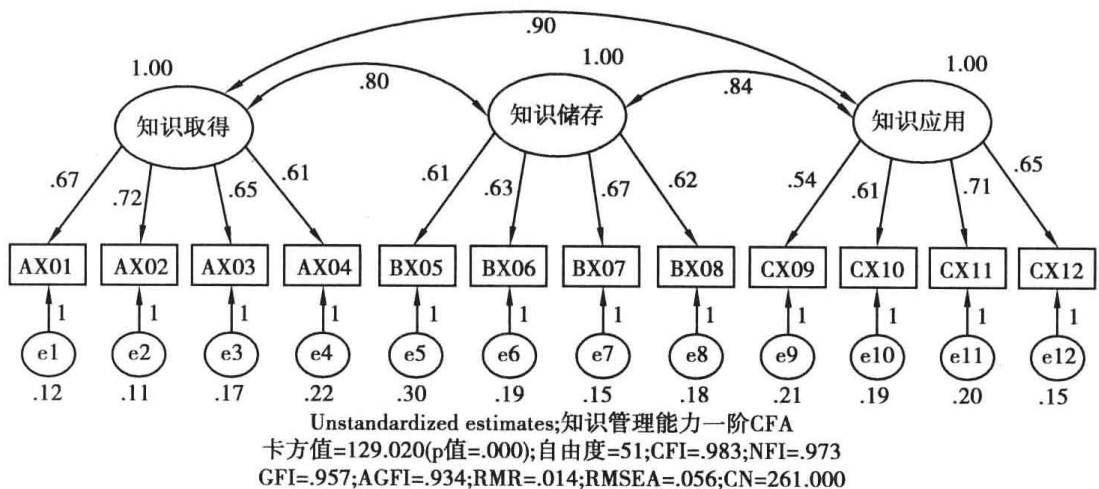 .90
1.00 1.00 1.00
.80 .84
知识取得 知识储存 知识应用
.67 .72 .65 .61 .61 .63 .67 .62 .54 .61 .71 .65
AX01 AX02 AX03 AX04 BX05 BX06 BX07 BX08 CX09 CX10 CX11 CX12
1 1 1 1 1 1 1 1 1 1 1 1
e1 e2 e3 e4 e5 e6 e7 e8 e9 e10 e11 e12
.12 .11 .17 .22 .30 .19 .15 .18 .21 .19 .20 .15
Unstandardized estimates;知识管理能力一阶CFA
卡方值=129.020(p值=.000);自由度=51;CFI=.983;NFI=.973
GFI=.957;AGFI=.934;RMR=.014;RMSEA=.056;CN=261.000